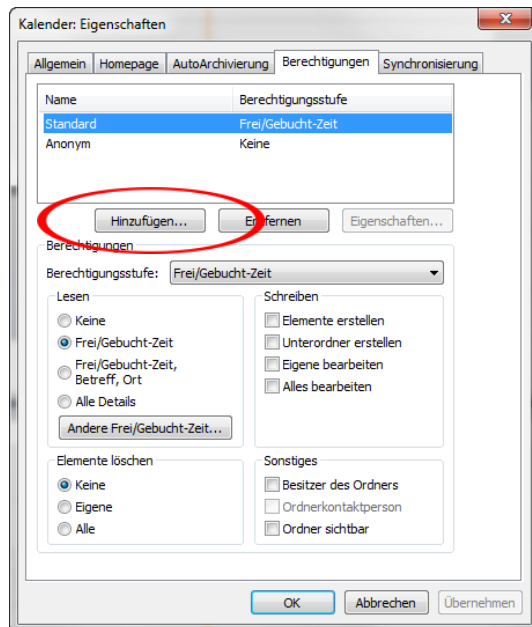 Kalender: Eigenschaften
x
Allgemein Homepage AutoArchivierung Berechtigungen Synchronisierung
Name Berechtigungsstufe
Standard Frei/Gebucht-Zeit
Anonym Keine
Hinzufügen... Entfernen Eigenschaften...
Berechtigungen
Berechtigungsstufe: Frei/Gebucht-Zeit
Lesen Schreiben
Keine Elemente erstellen
Frei/Gebucht-Zeit Unterordner erstellen
Frei/Gebucht-Zeit, Eigene bearbeiten
Betreff, Ort Alles bearbeiten
Alle Details
Andere Frei/Gebucht-Zeit...
Elemente löschen Sonstiges
Keine Besitzer des Ordners
Eigene Ordnerkontaktperson
Alle Ordner sichtbar
OK Abbrechen Übernehmen